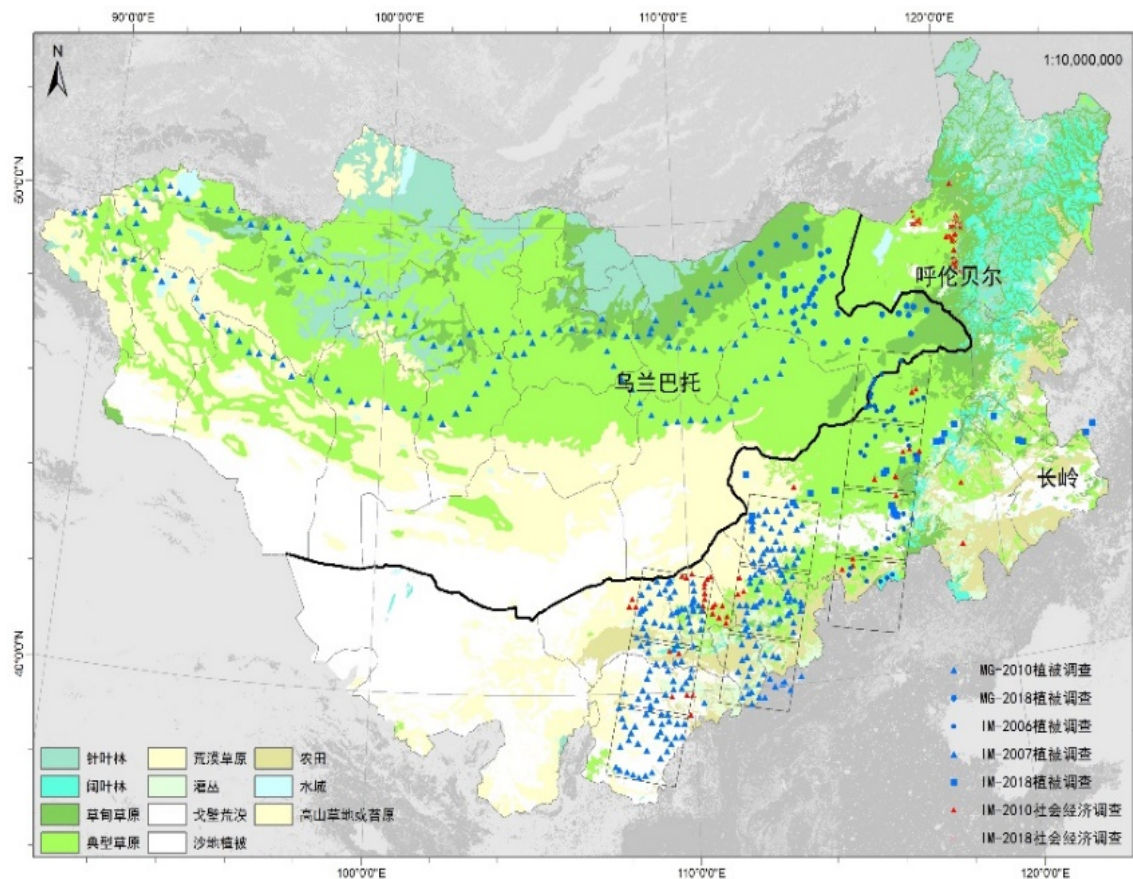 90°0'0"E 100°0'0"E 110°0'0"E 120°0'0"E
N
1:10,000,000
50°0'0"N
50°0'0"N
呼伦贝尔
乌兰巴托
长岭
40°0'0"N
40°0'0"N
MG-2010植被调查
MG-2018植被调查
IM-2006植被调查
IM-2007植被调查
IM-2018植被调查
IM-2010社会经济调查
IM-2018社会经济调查
针叶林 荒漠草原 农田
阔叶林 灌丛 水域
草甸草原 戈壁荒漠 高山草地或苔原
典型草原 沙地植被
100°0'0"E 110°0'0"E 120°0'0"E